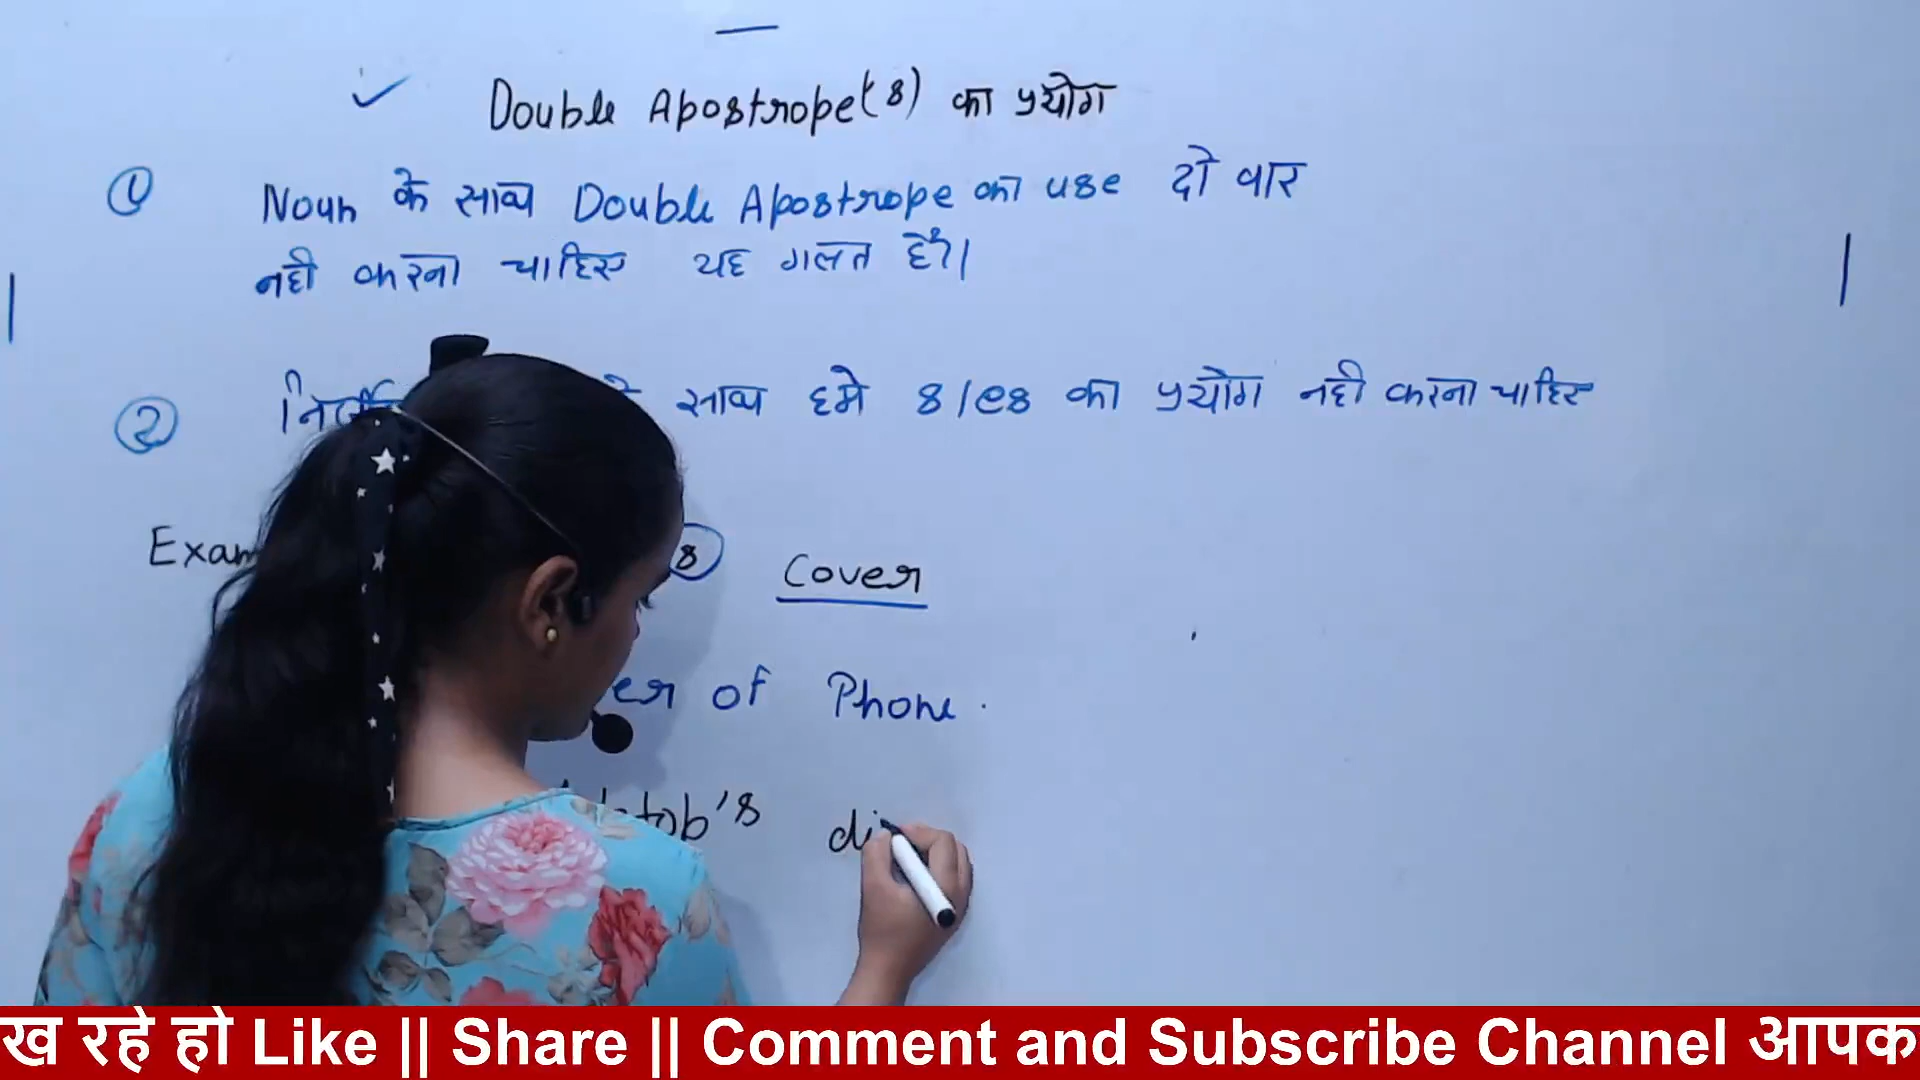 Double Apostrope('s) का प्रयोग
① Noun के साथ Double Apostrope का use दो बार
नही करना चाहिए यह गलत हैं।
② साथ हमे s/es का प्रयोग नही करना चाहिए
Cover
of Phone.
di
ख रहे हो Like || Share || Comment and Subscribe Channel आपक